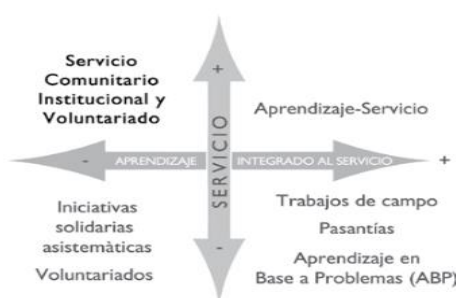 Servicio
Comunitario
Institucional y
Voluntariado
+
Aprendizaje-Servicio
SERVICIO
- APRENDIZAJE INTEGRADO AL SERVICIO +
Iniciativas
solidarias
asistemàticas
Voluntariados
-
Trabajos de campo
Pasantías
Aprendizaje en
Base a Problemas (ABP)